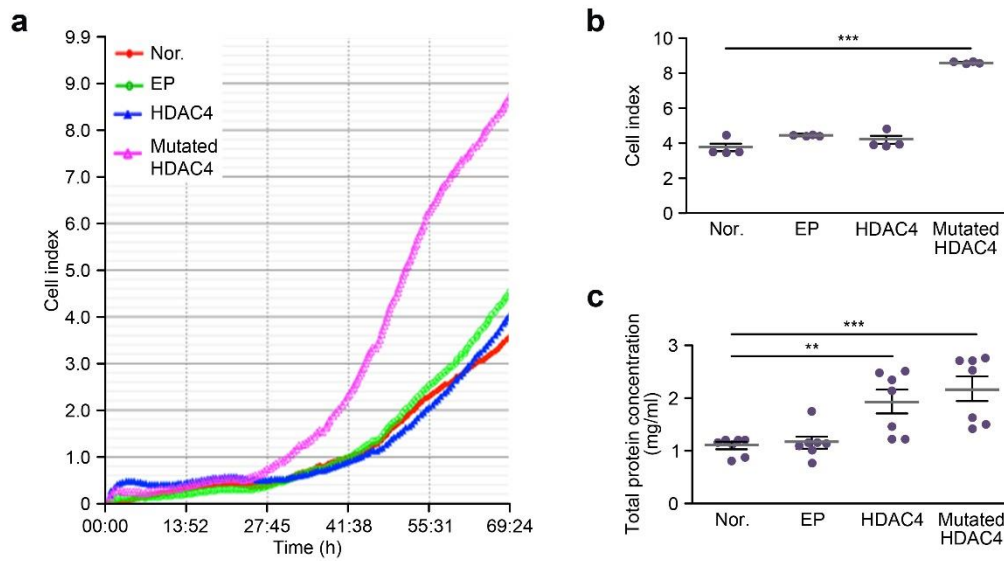 a
9.9
9.0
8.0
7.0
6.0
5.0
4.0
3.0
2.0
1.0
0
Cell index
Nor.
EP
HDAC4
Mutated
HDAC4
00:00 13:52 27:45 41:38 55:31 69:24
Time (h)
b
***
10
8
6
4
2
0
Cell index
Nor. EP HDAC4 Mutated
HDAC4
c
***
**
3
2
1
0
Total protein concentration
(mg/ml)
Nor. EP HDAC4 Mutated
HDAC4